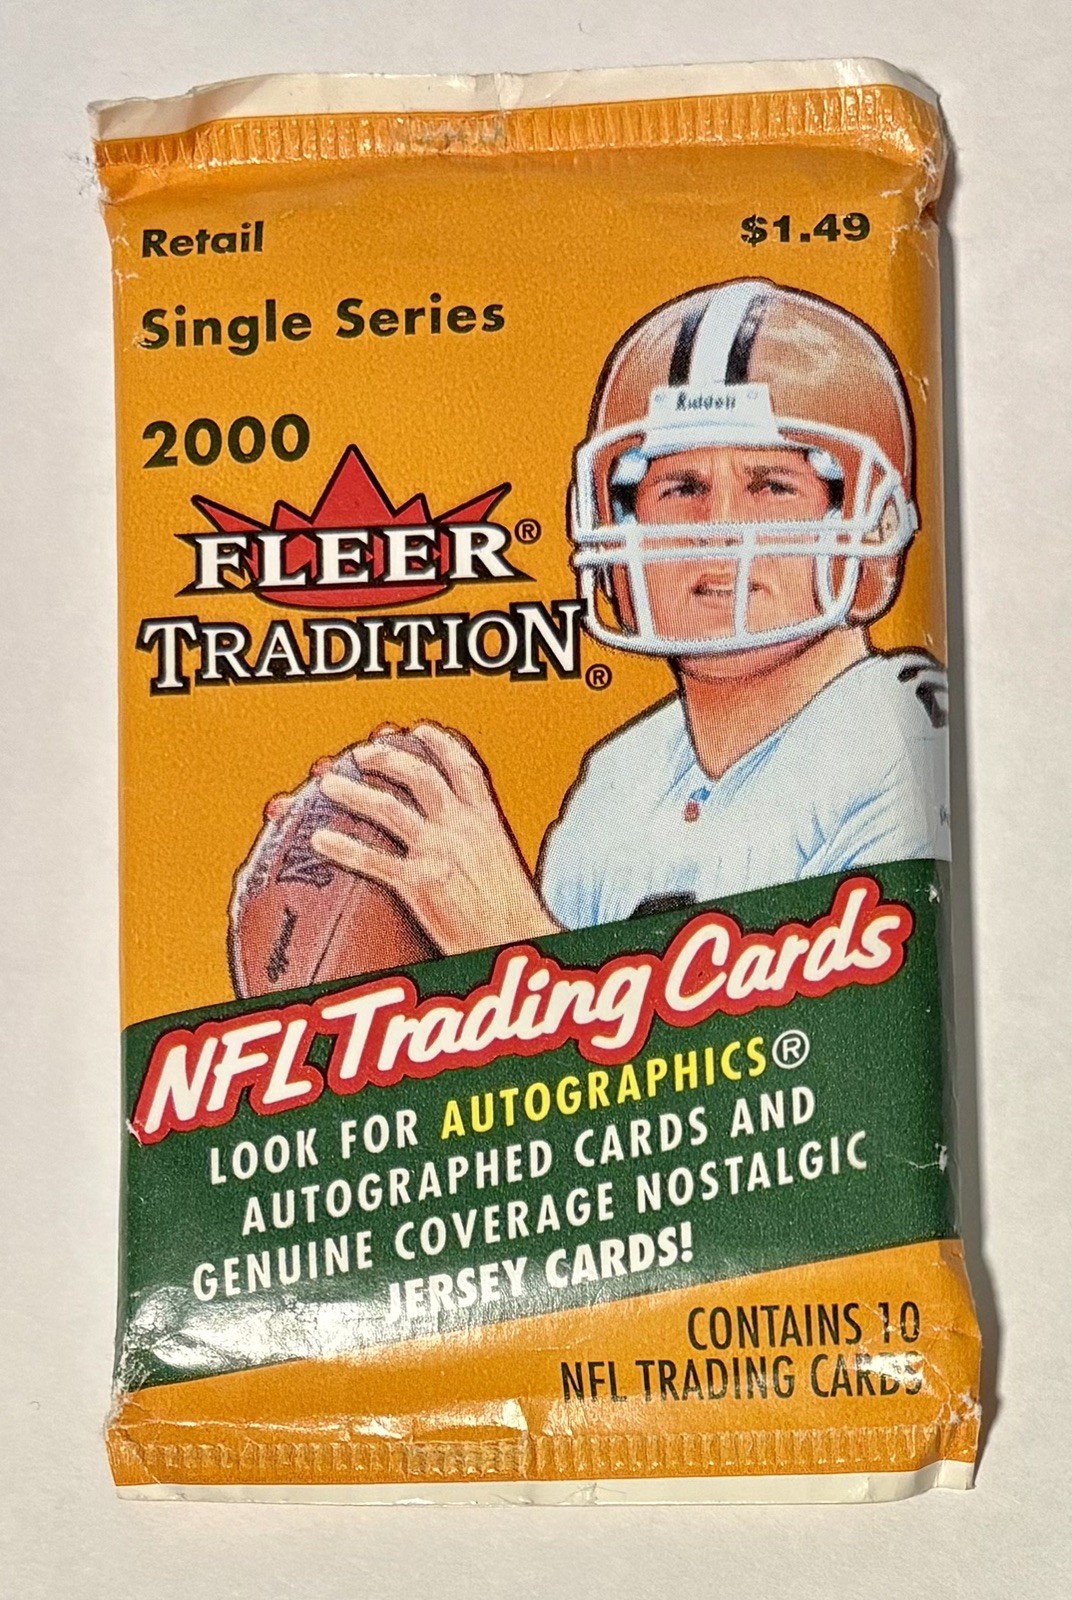 Retail
$1.49
Single Series
2000
Riddell
FLEER®
TRADITION®
NFL Trading Cards
LOOK FOR AUTOGRAPHICS®
AUTOGRAPHED CARDS AND
GENUINE COVERAGE NOSTALGIC
JERSEY CARDS!
CONTAINS 10
NFL TRADING CARDS